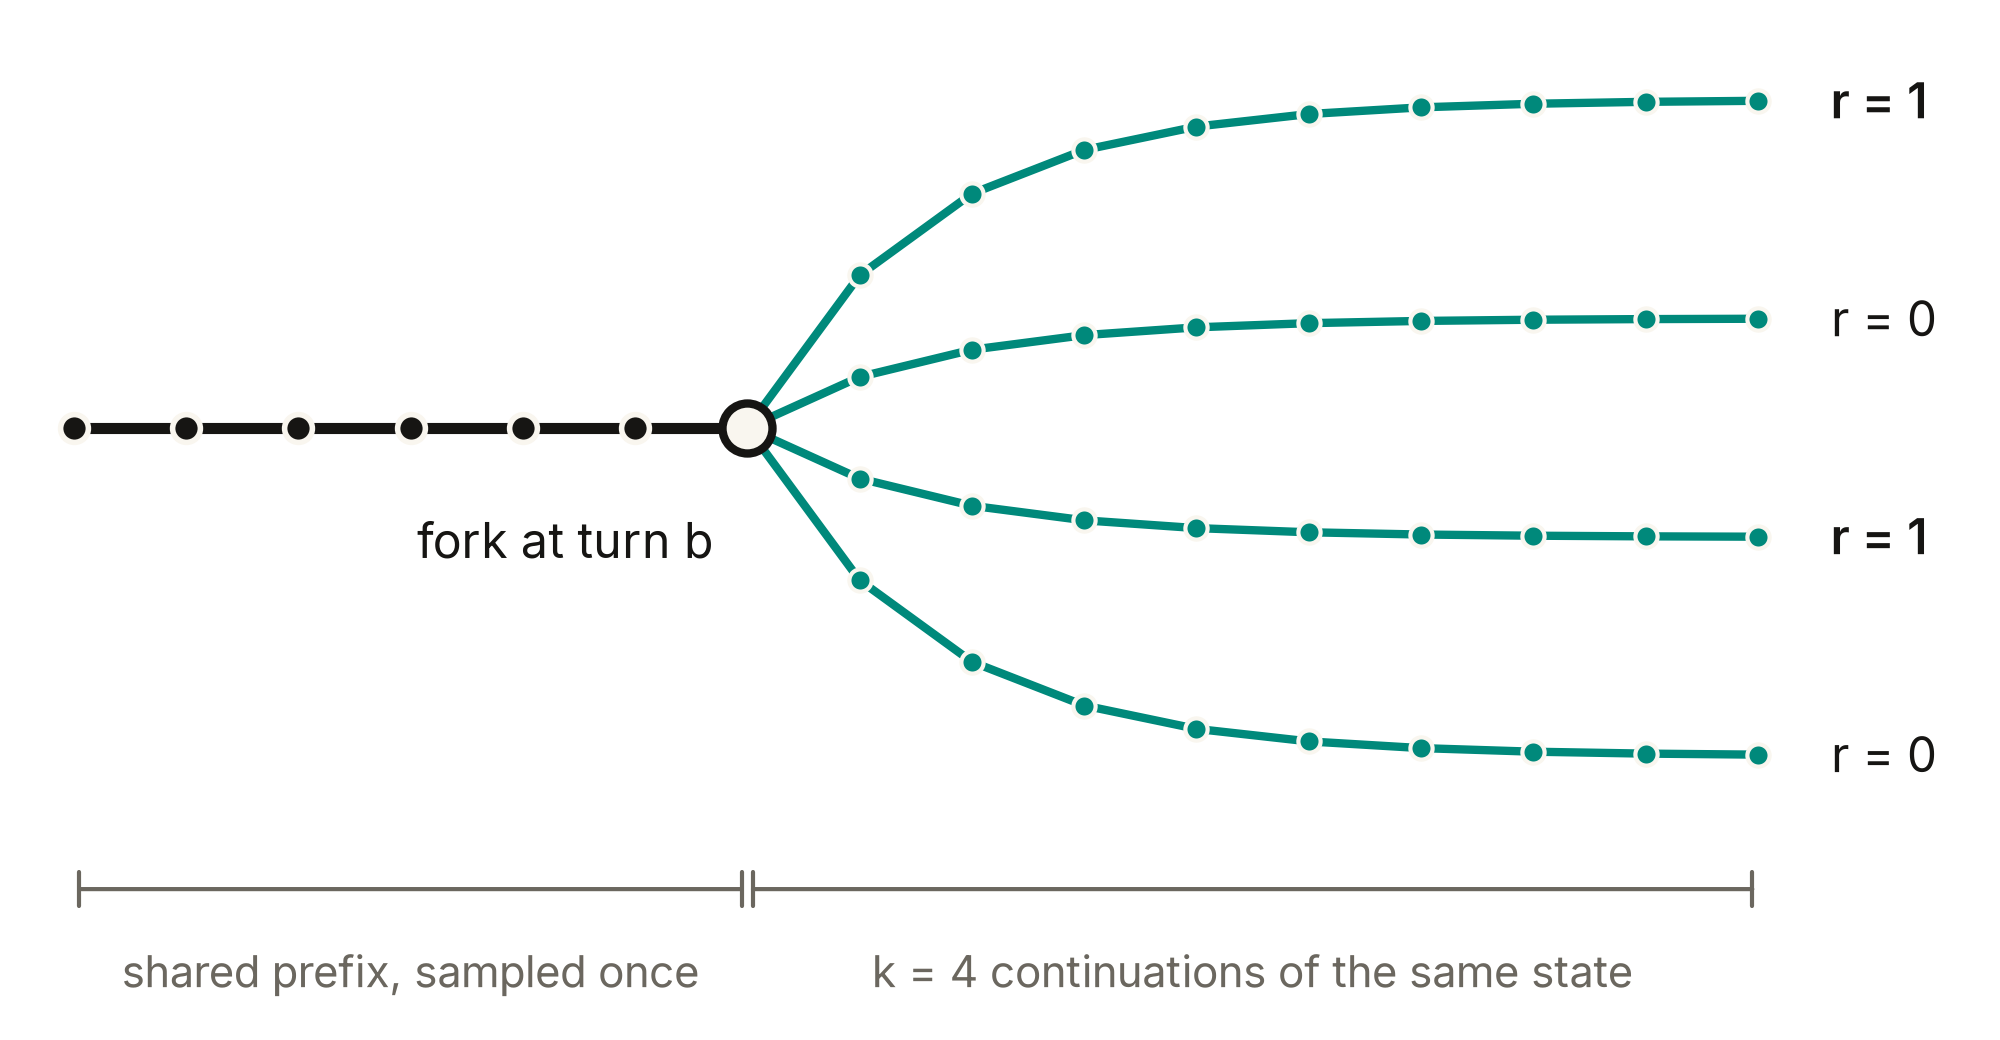 r = 1
r = 0
fork at turn b
r = 1
r = 0
shared prefix, sampled once
k = 4 continuations of the same state